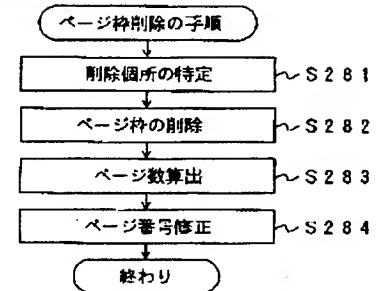 ページ枠削除の手順
削除個所の特定 S281
ページ枠の削除 S282
ページ数算出 S283
ページ番号修正 S284
終わり